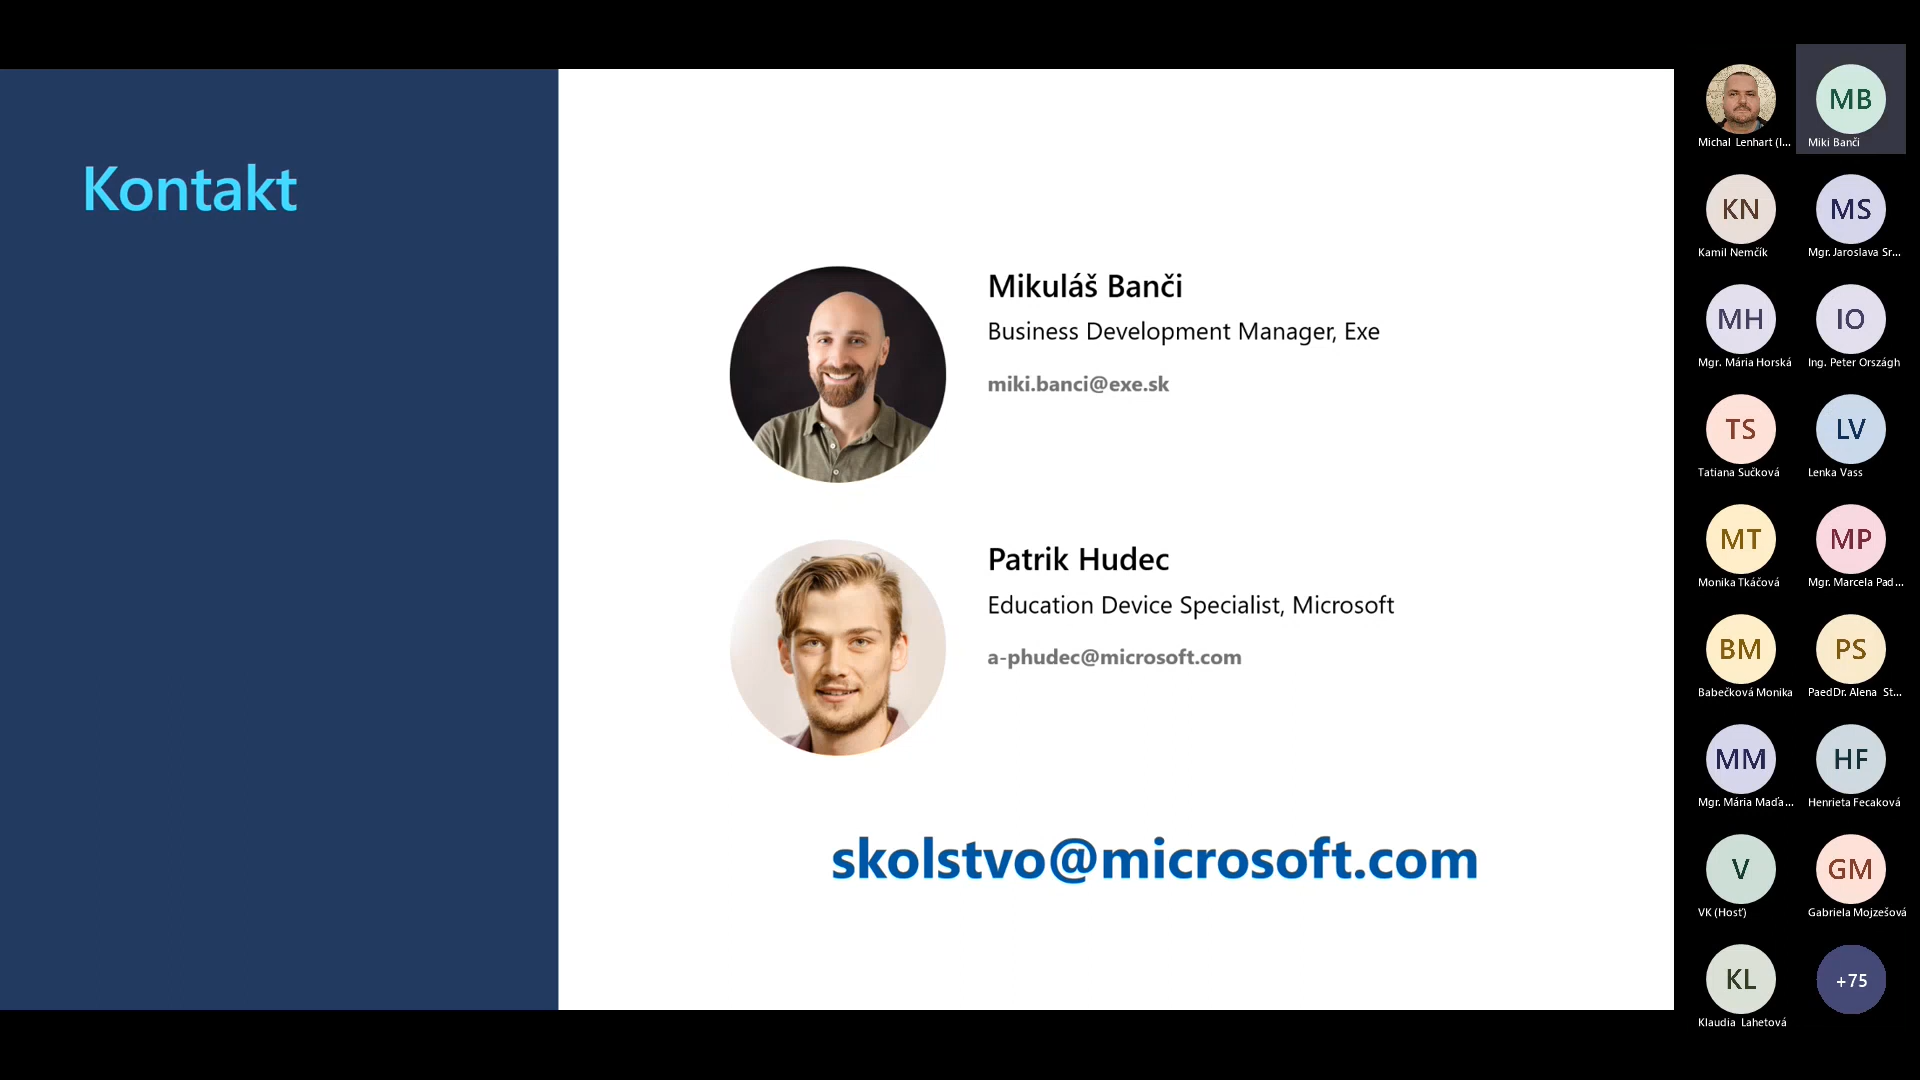 Kontakt
Mikuláš Banči
Business Development Manager, Exe
miki.banci@exe.sk
Patrik Hudec
Education Device Specialist, Microsoft
a-phudec@microsoft.com
skolstvo@microsoft.com
Michal Lenhart (I...
MB
Miki Banči
KN
Kamil Nemčík
MS
Mgr. Jaroslava Sr...
MH
Mgr. Mária Horská
IO
Ing. Peter Országh
TS
Tatiana Sučková
LV
Lenka Vass
MT
Monika Tkáčová
MP
Mgr. Marcela Pad...
BM
Babečková Monika
PS
PaedDr. Alena St...
MM
Mgr. Mária Maďa...
HF
Henrieta Fecaková
V
VK (Hosť)
GM
Gabriela Mojzešová
KL
Klaudia Lahetová
+75